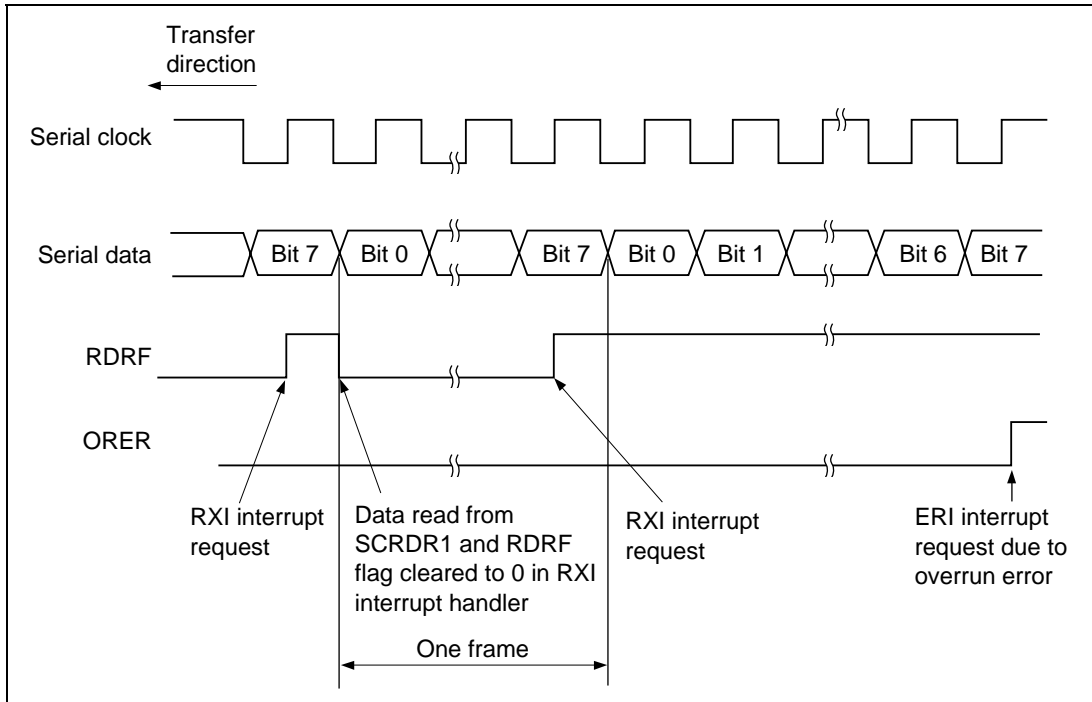 Transfer
direction
Serial clock
Serial data
Bit 7
Bit 0
Bit 7
Bit 0
Bit 1
Bit 6
Bit 7
RDRF
ORER
RXI interrupt
request
Data read from
SCRDR1 and RDRF
flag cleared to 0 in RXI
interrupt handler
RXI interrupt
request
ERI interrupt
request due to
overrun error
One frame